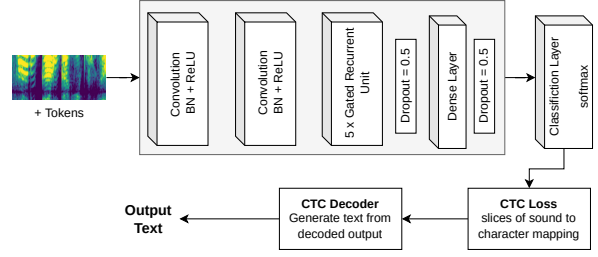 + Tokens
Convolution
BN + ReLU
Convolution
BN + ReLU
5 x Gated Recurrent
Unit
Dropout = 0.5
Dense Layer
Dropout = 0.5
Classifiction Layer
softmax
CTC Loss
slices of sound to
character mapping
CTC Decoder
Generate text from
decoded output
Output
Text